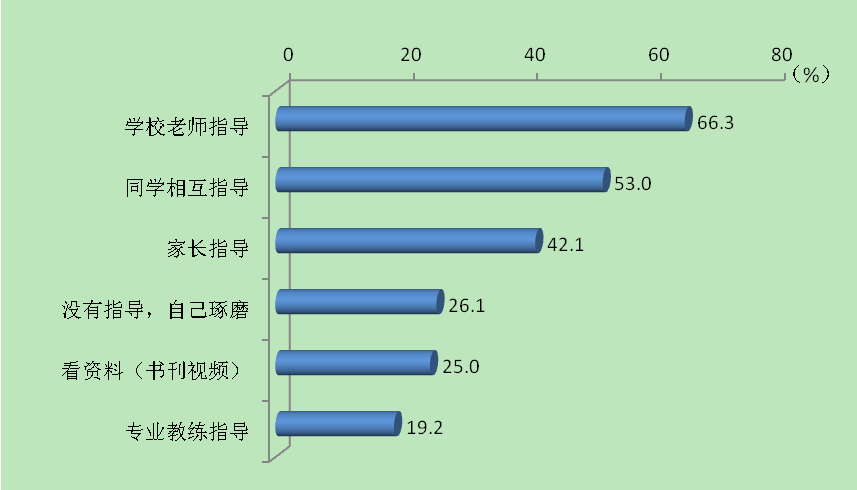 0 20 40 60 80
（%）
学校老师指导 66.3
同学相互指导 53.0
家长指导 42.1
没有指导，自己琢磨 26.1
看资料（书刊视频） 25.0
专业教练指导 19.2